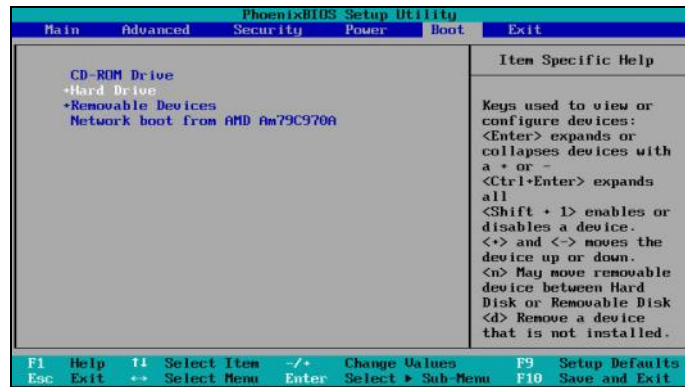 PhoenixBIOS Setup Utility
Main Advanced Security Power Boot Exit
CD-ROM Drive
+Hard Drive
+Removable Devices
Network boot from AMD Am79C970A
Item Specific Help
Keys used to view or
configure devices:
<Enter> expands or
collapses devices with
a + or -
<Ctrl+Enter> expands
all
<Shift + 1> enables or
disables a device.
<+> and <-> moves the
device up or down.
<n> May move removable
device between Hard
Disk or Removable Disk
<d> Remove a device
that is not installed.
F1 Help ↑↓ Select Item -/+ Change Values F9 Setup Defaults
Esc Exit ↔ Select Menu Enter Select ▶ Sub-Menu F10 Save and Exit